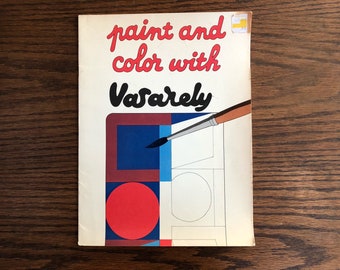 paint and
color with
Vasarely